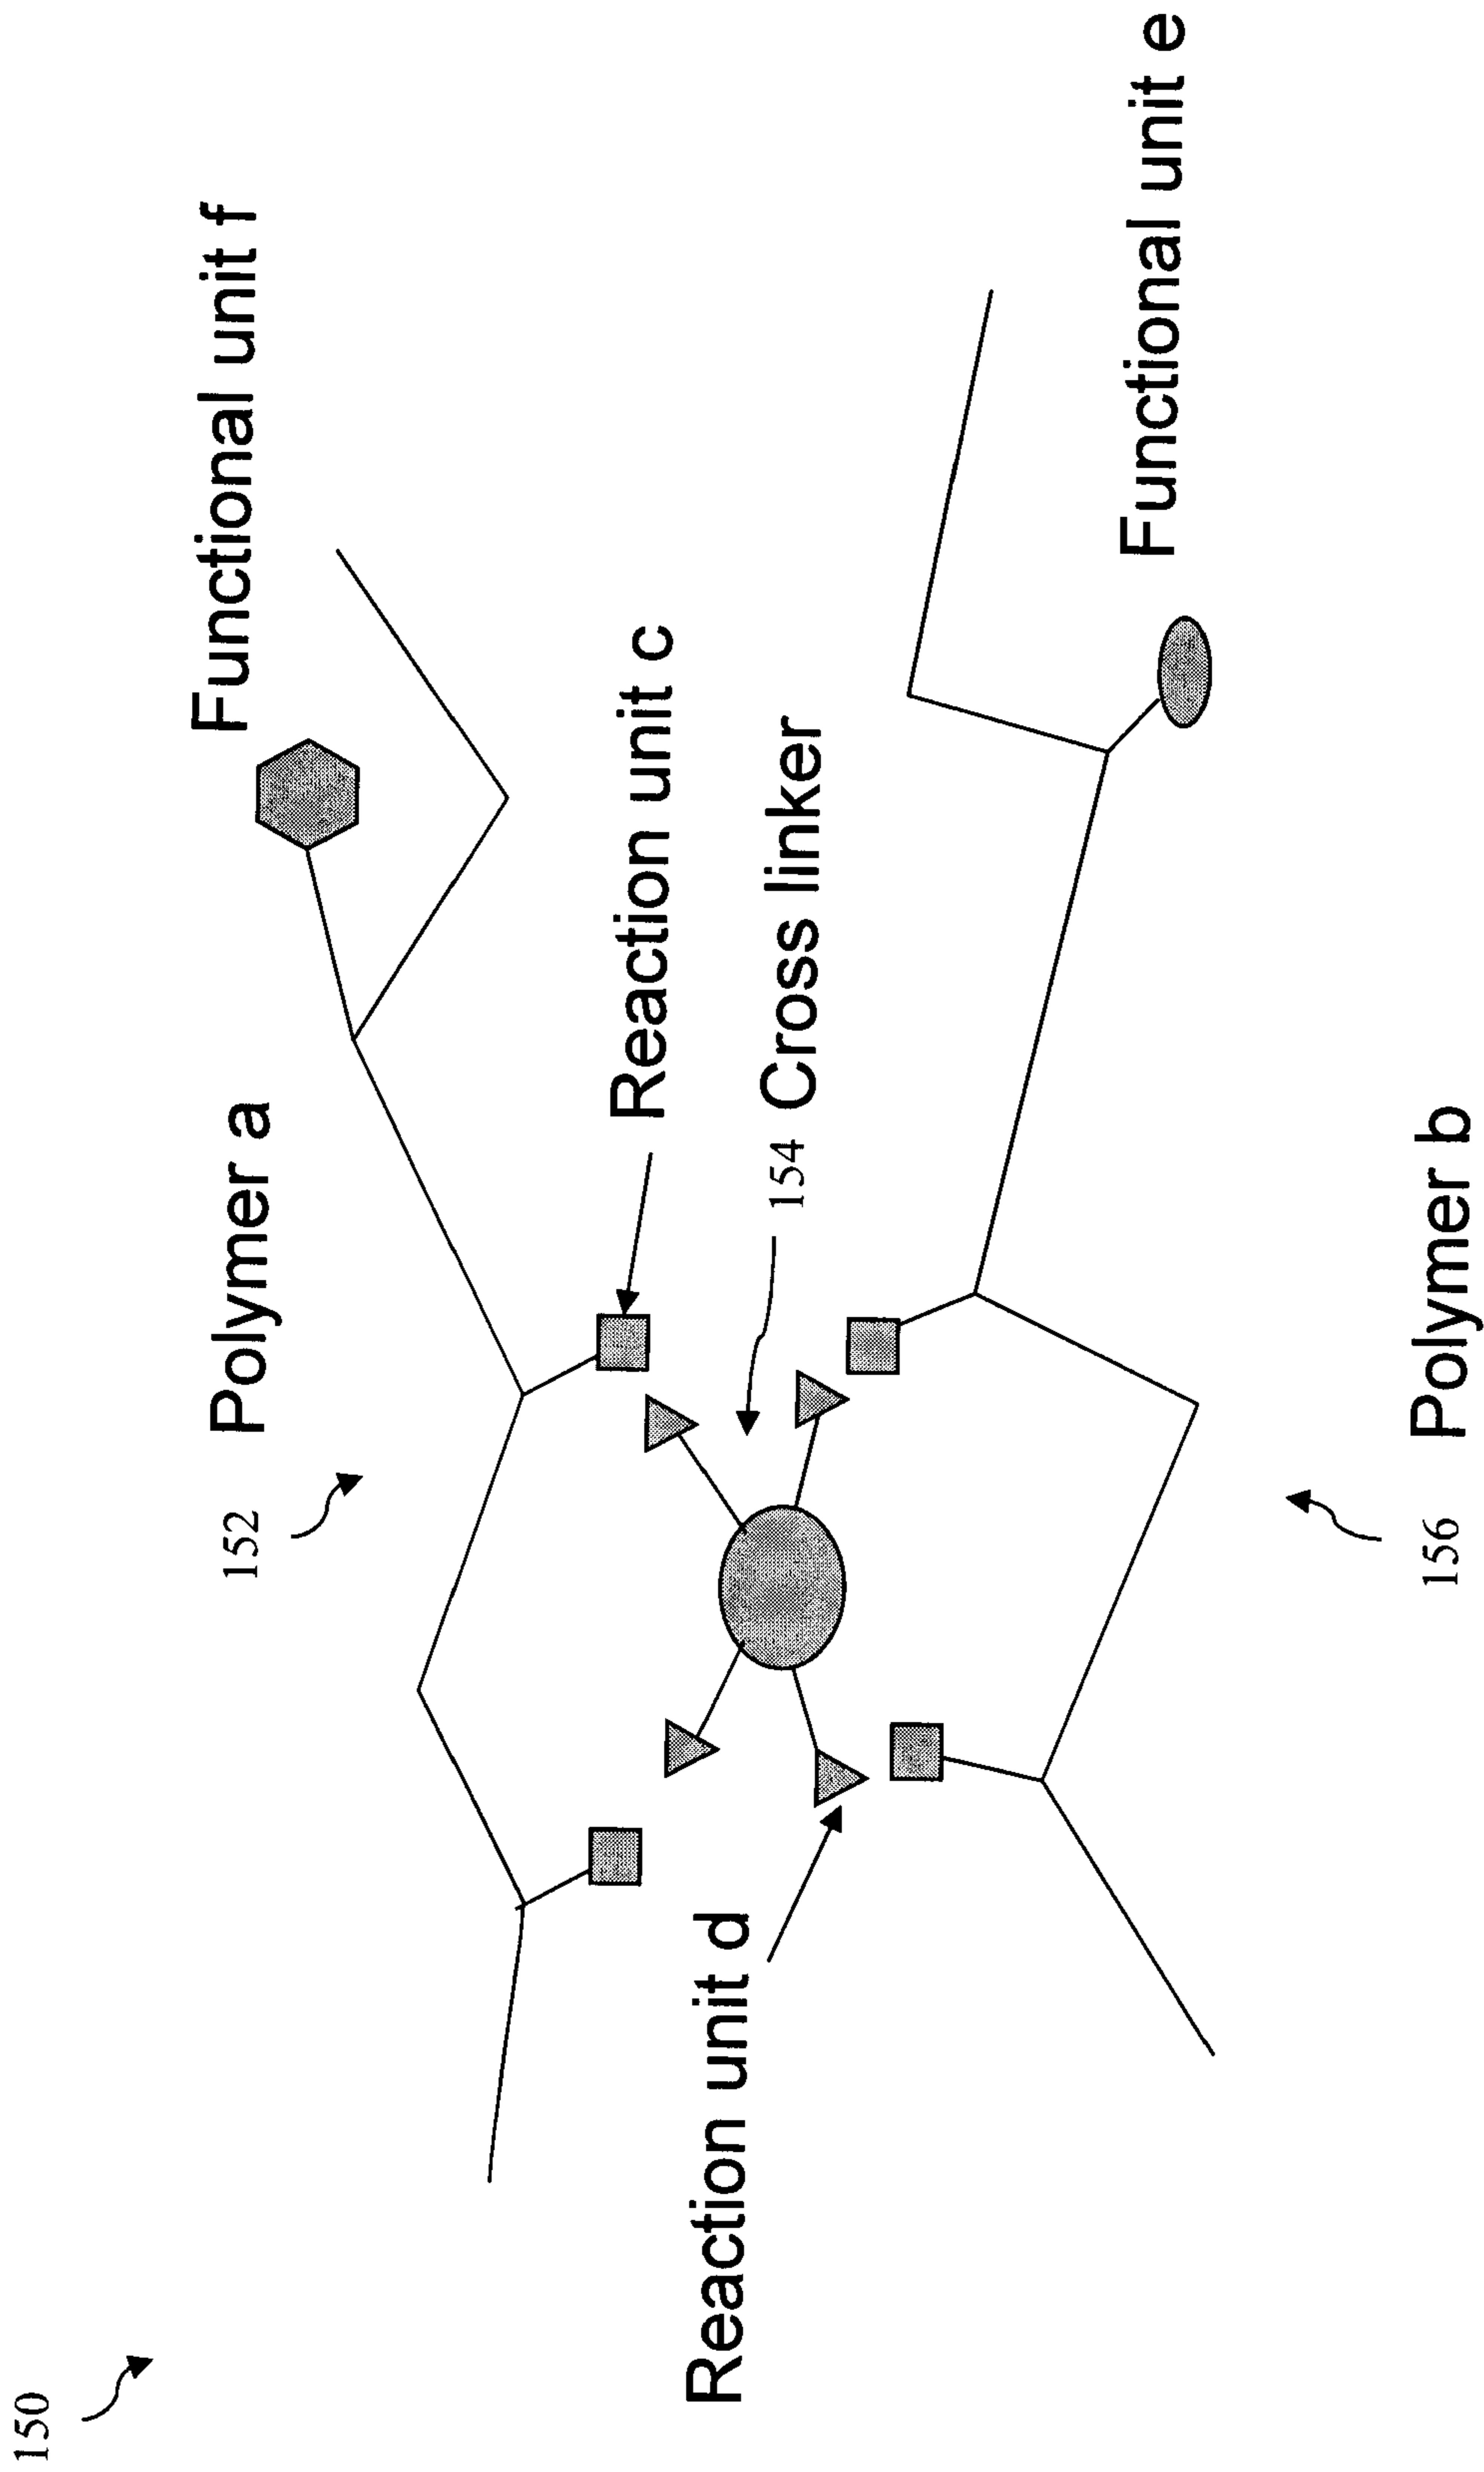 150
152 Polymer a
Functional unit f
Reaction unit c
154 Cross linker
Reaction unit d
Functional unit e
156 Polymer b